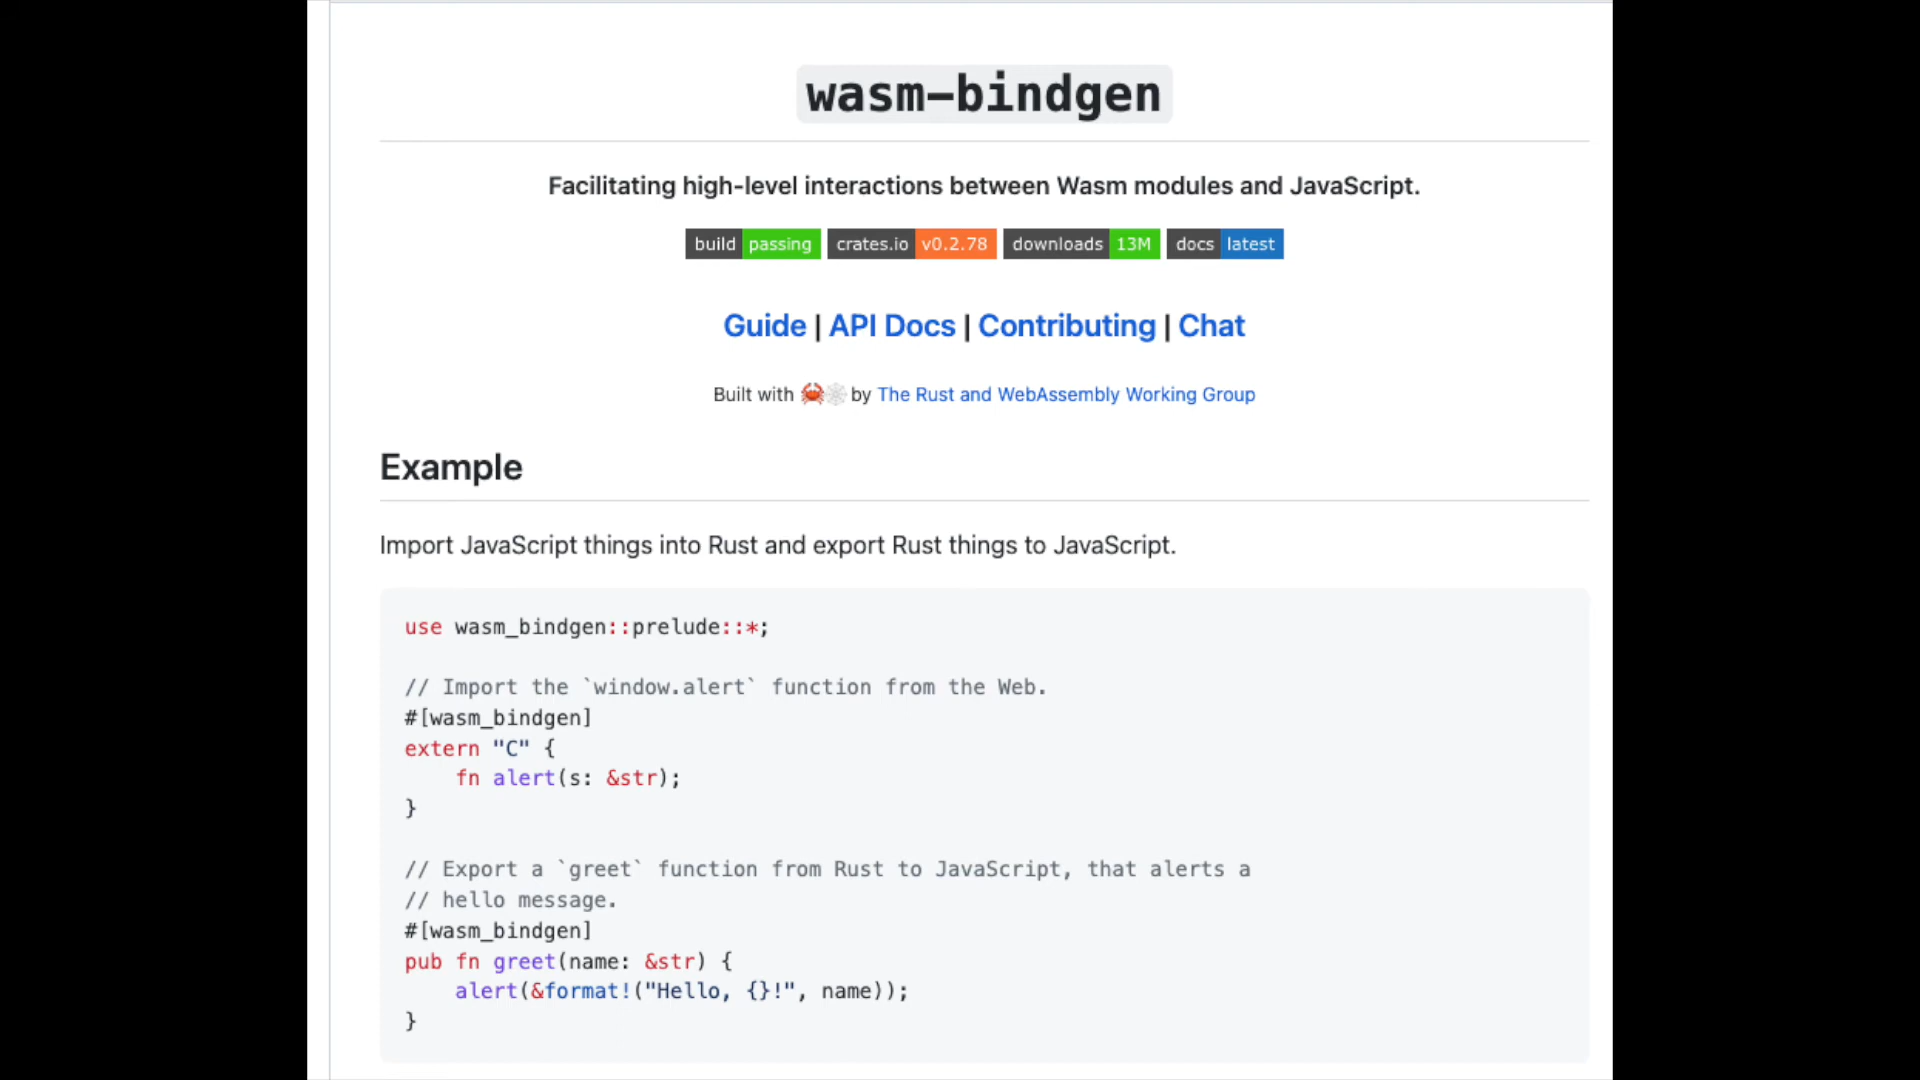 wasm-bindgen
Facilitating high-level interactions between Wasm modules and JavaScript.
build passing crates.io v0.2.78 downloads 13M docs latest
Guide | API Docs | Contributing | Chat
Built with 🦀🕸 by The Rust and WebAssembly Working Group
Example
Import JavaScript things into Rust and export Rust things to JavaScript.
use wasm_bindgen::prelude::*;
// Import the `window.alert` function from the Web.
#[wasm_bindgen]
extern "C" {
    fn alert(s: &str);
}
// Export a `greet` function from Rust to JavaScript, that alerts a
// hello message.
#[wasm_bindgen]
pub fn greet(name: &str) {
    alert(&format!("Hello, {}!", name));
}